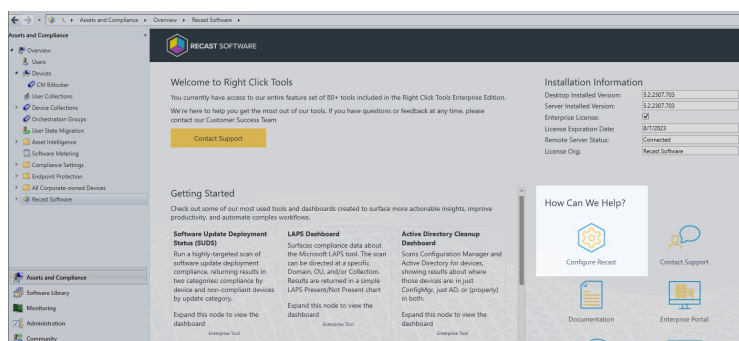 \ ▸ Assets and Compliance ▸ Overview ▸ Recast Software ▸
Assets and Compliance
Overview
Users
Devices
CM Bitlocker
User Collections
Device Collections
Orchestration Groups
User State Migration
Asset Intelligence
Software Metering
Compliance Settings
Endpoint Protection
All Corporate-owned Devices
Recast Software
Assets and Compliance
Software Library
Monitoring
Administration
Community
RECAST SOFTWARE
Welcome to Right Click Tools
You currently have access to our entire feature set of 80+ tools included in the Right Click Tools Enterprise Edition.
We're here to help you get the most out of our tools. If you have questions or feedback at any time, please
contact our Customer Success Team
Contact Support
Installation Information
Desktop Installed Version: 5.2.2307.703
Server Installed Version: 5.2.2307.703
Enterprise License:
License Expiration Date: 8/7/2023
Remote Server Status: Connected
License Org: Recast Software
Getting Started
Check out some of our most used tools and dashboards created to surface more actionable insights, improve
productivity, and automate complex workflows.
Software Update Deployment
Status (SUDS)
Run a highly-targeted scan of
software update deployment
compliance, returning results in
two categories: compliance by
device and non-compliant devices
by update category.
Expand this node to view the
dashboard
Enterprise Tool
LAPS Dashboard
Surfaces compliance data about
the Microsoft LAPS tool. The scan
can be directed at a specific
Domain, OU, and/or Collection.
Results are returned in a simple
LAPS Present/Not Present chart
Expand this node to view the
dashboard
Enterprise Tool
Active Directory Cleanup
Dashboard
Scans Configuration Manager and
Active Directory for devices,
showing results about where
those devices are: in just
ConfigMgr, just AD, or (properly)
in both.
Expand this node to view the
dashboard
Enterprise Tool
How Can We Help?
Configure Recast
Contact Support
Documentation
Enterprise Portal